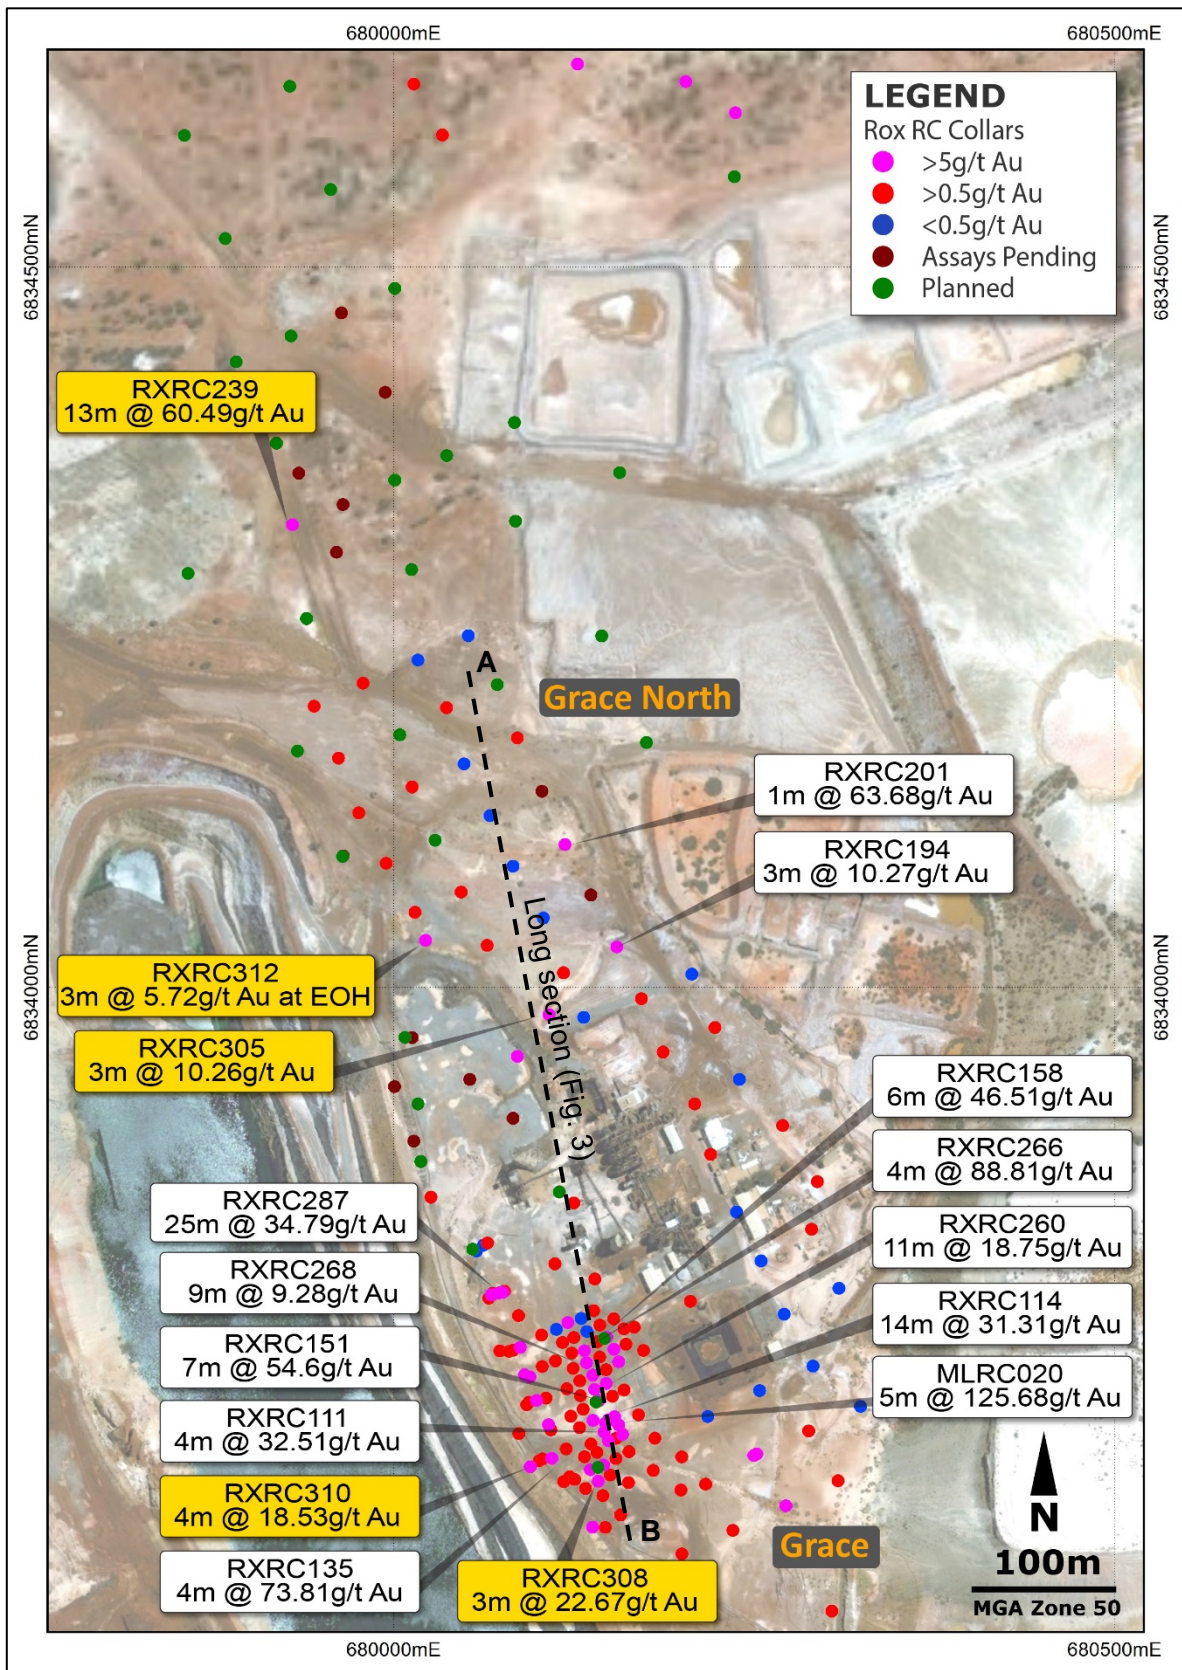 680000mE
680500mE
LEGEND
Rox RC Collars
>5g/t Au
>0.5g/t Au
<0.5g/t Au
Assays Pending
Planned
6834500mN
6834500mN
RXRC239
13m @ 60.49g/t Au
A
Grace North
RXRC201
1m @ 63.68g/t Au
RXRC194
3m @ 10.27g/t Au
Long section (Fig. 3)
RXRC312
3m @ 5.72g/t Au at EOH
6834000mN
6834000mN
RXRC305
3m @ 10.26g/t Au
RXRC158
6m @ 46.51g/t Au
RXRC266
4m @ 88.81g/t Au
RXRC287
25m @ 34.79g/t Au
RXRC260
11m @ 18.75g/t Au
RXRC268
9m @ 9.28g/t Au
RXRC114
14m @ 31.31g/t Au
RXRC151
7m @ 54.6g/t Au
MLRC020
5m @ 125.68g/t Au
RXRC111
4m @ 32.51g/t Au
RXRC310
4m @ 18.53g/t Au
B
Grace
N
100m
MGA Zone 50
RXRC135
4m @ 73.81g/t Au
RXRC308
3m @ 22.67g/t Au
680000mE
680500mE